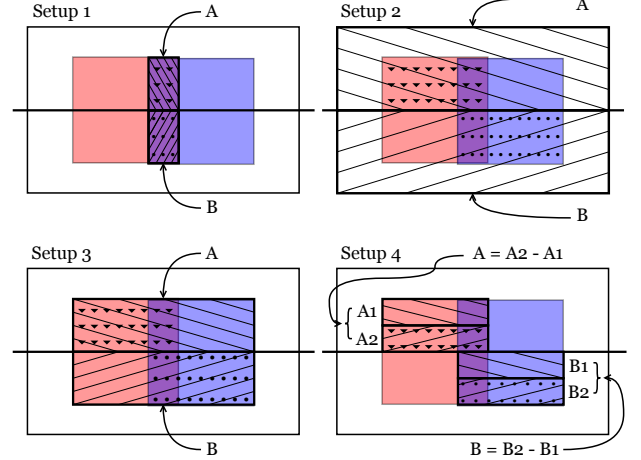 Setup 1
A
B
Setup 2
A
B
Setup 3
A
B
Setup 4
A = A2 - A1
A1
A2
B1
B2
B = B2 - B1